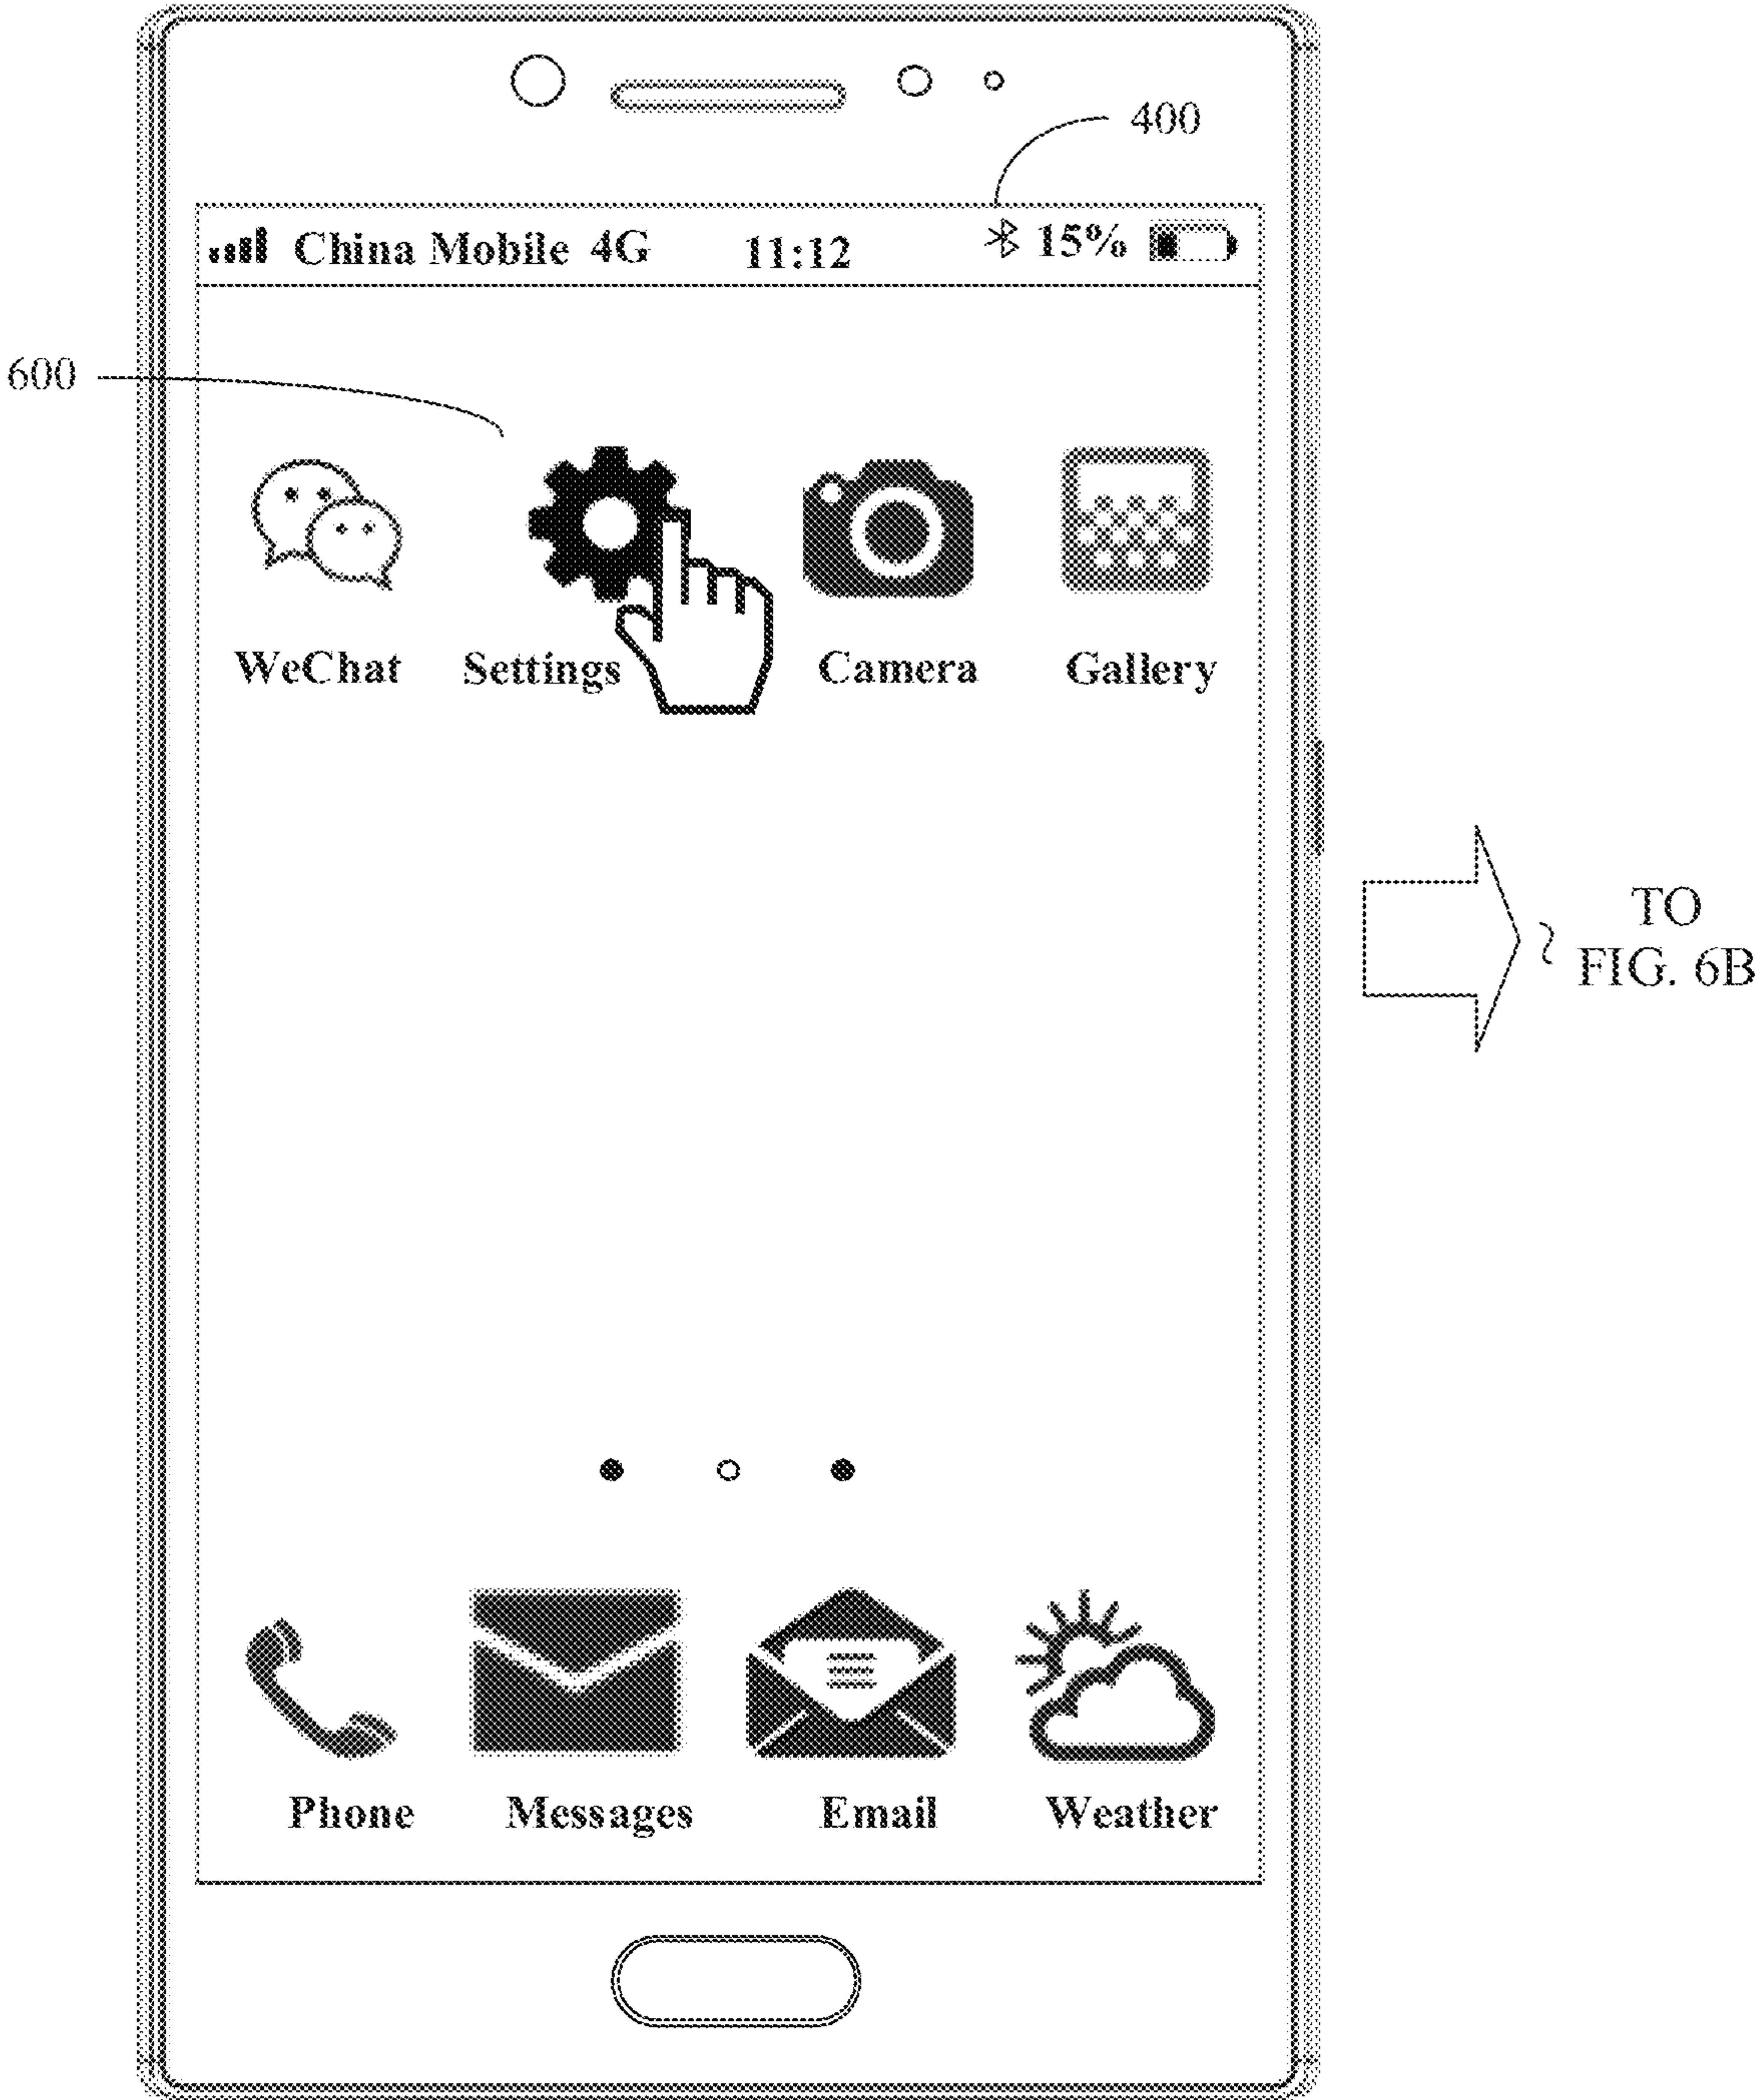 400
China Mobile 4G 11:12 15%
600
WeChat Settings Camera Gallery
TO
FIG. 6B
Phone Messages Email Weather